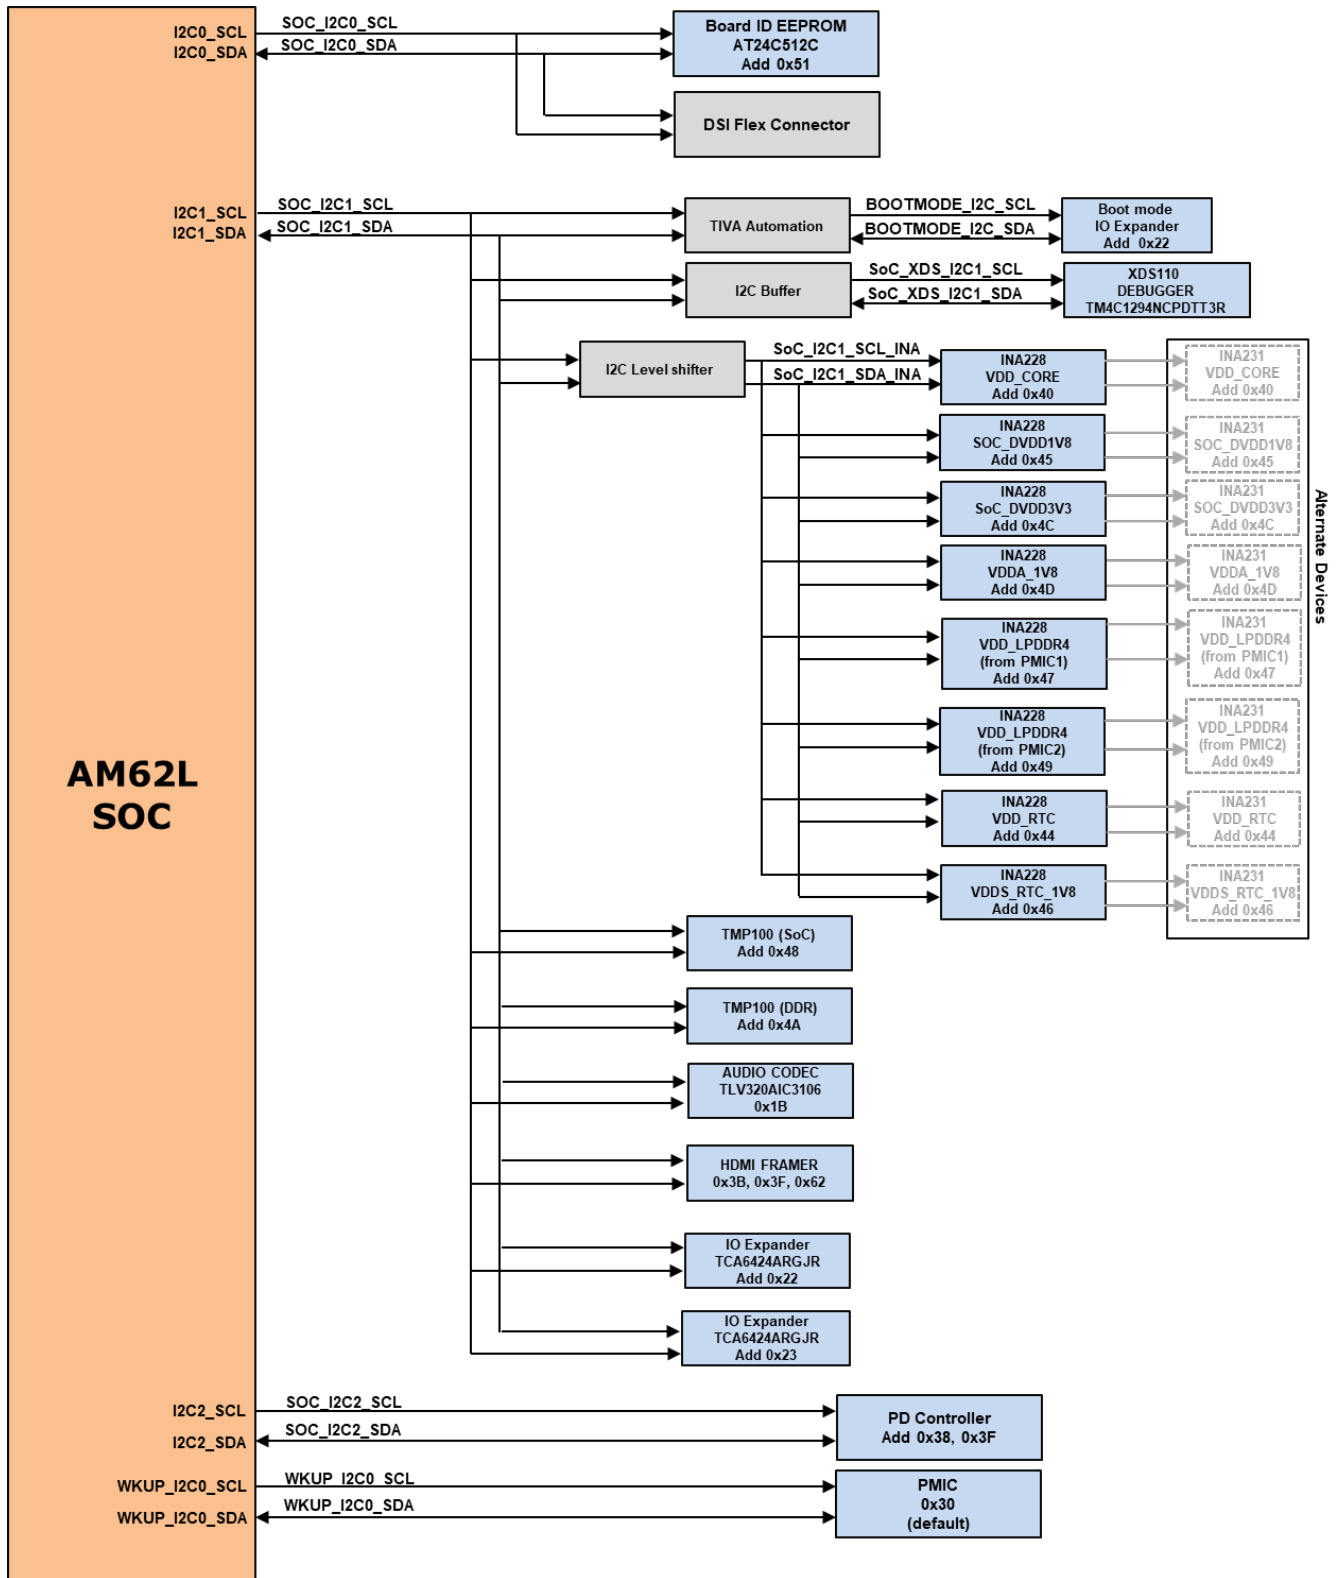 I2C0_SCL
I2C0_SDA
SOC_I2C0_SCL
SOC_I2C0_SDA
Board ID EEPROM
AT24C512C
Add 0x51
DSI Flex Connector
I2C1_SCL
I2C1_SDA
SOC_I2C1_SCL
SOC_I2C1_SDA
TIVA Automation
BOOTMODE_I2C_SCL
BOOTMODE_I2C_SDA
Boot mode
IO Expander
Add 0x22
I2C Buffer
SoC_XDS_I2C1_SCL
SoC_XDS_I2C1_SDA
XDS110
DEBUGGER
TM4C1294NCPDTT3R
I2C Level shifter
SoC_I2C1_SCL_INA
SoC_I2C1_SDA_INA
INA228
VDD_CORE
Add 0x40
INA231
VDD_CORE
Add 0x40
INA228
SOC_DVDD1V8
Add 0x45
INA231
SOC_DVDD1V8
Add 0x45
INA228
SoC_DVDD3V3
Add 0x4C
INA231
SOC_DVDD3V3
Add 0x4C
INA228
VDDA_1V8
Add 0x4D
INA231
VDDA_1V8
Add 0x4D
INA228
VDD_LPDDR4
(from PMIC1)
Add 0x47
INA231
VDD_LPDDR4
(from PMIC1)
Add 0x47
INA228
VDD_LPDDR4
(from PMIC2)
Add 0x49
INA231
VDD_LPDDR4
(from PMIC2)
Add 0x49
INA228
VDD_RTC
Add 0x44
INA231
VDD_RTC
Add 0x44
INA228
VDDS_RTC_1V8
Add 0x46
INA231
VDDS_RTC_1V8
Add 0x46
Alternate Devices
AM62L
SOC
TMP100 (SoC)
Add 0x48
TMP100 (DDR)
Add 0x4A
AUDIO CODEC
TLV320AIC3106
0x1B
HDMI FRAMER
0x3B, 0x3F, 0x62
IO Expander
TCA6424ARGJR
Add 0x22
IO Expander
TCA6424ARGJR
Add 0x23
I2C2_SCL
I2C2_SDA
SOC_I2C2_SCL
SOC_I2C2_SDA
PD Controller
Add 0x38, 0x3F
WKUP_I2C0_SCL
WKUP_I2C0_SDA
WKUP_I2C0_SCL
WKUP_I2C0_SDA
PMIC
0x30
(default)